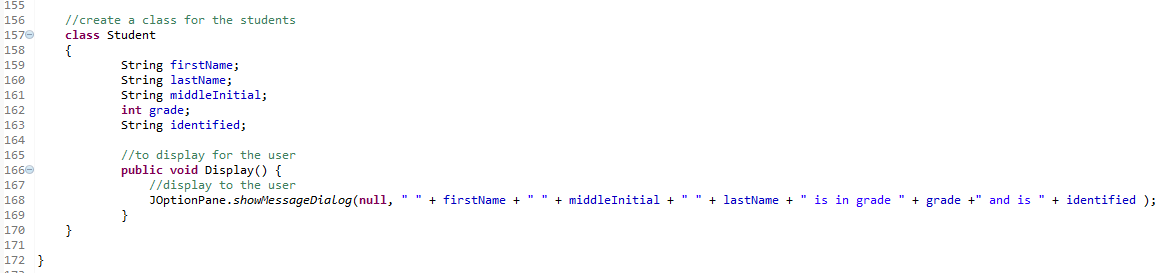 155
156 //create a class for the students
157 class Student
158 {
159 String firstName;
160 String lastName;
161 String middleInitial;
162 int grade;
163 String identified;
164
165 //to display for the user
166 public void Display() {
167 //display to the user
168 JOptionPane.showMessageDialog(null, " " + firstName + " " + middleInitial + " " + lastName + " is in grade " + grade +" and is " + identified );
169 }
170 }
171
172 }